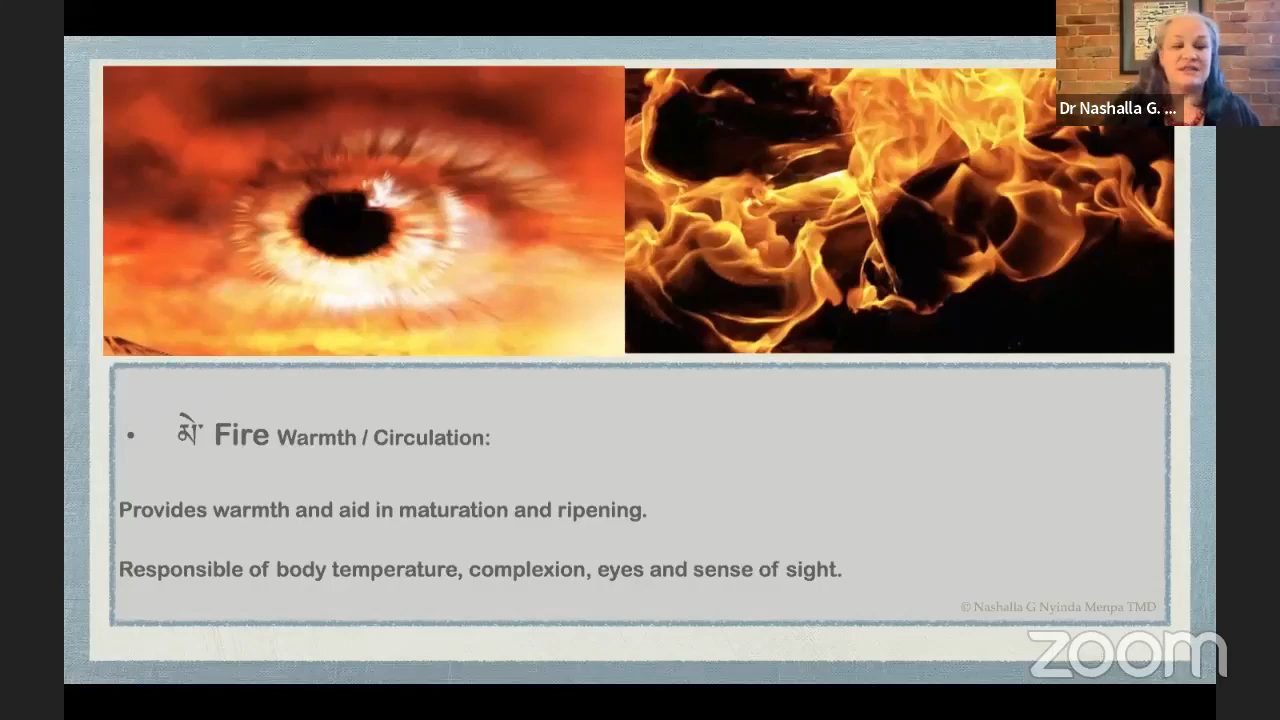 Dr Nashalla G. ...
• མེ་ Fire Warmth / Circulation:
Provides warmth and aid in maturation and ripening.
Responsible of body temperature, complexion, eyes and sense of sight.
© Nashalla G Nyinda Menpa TMD
zoom